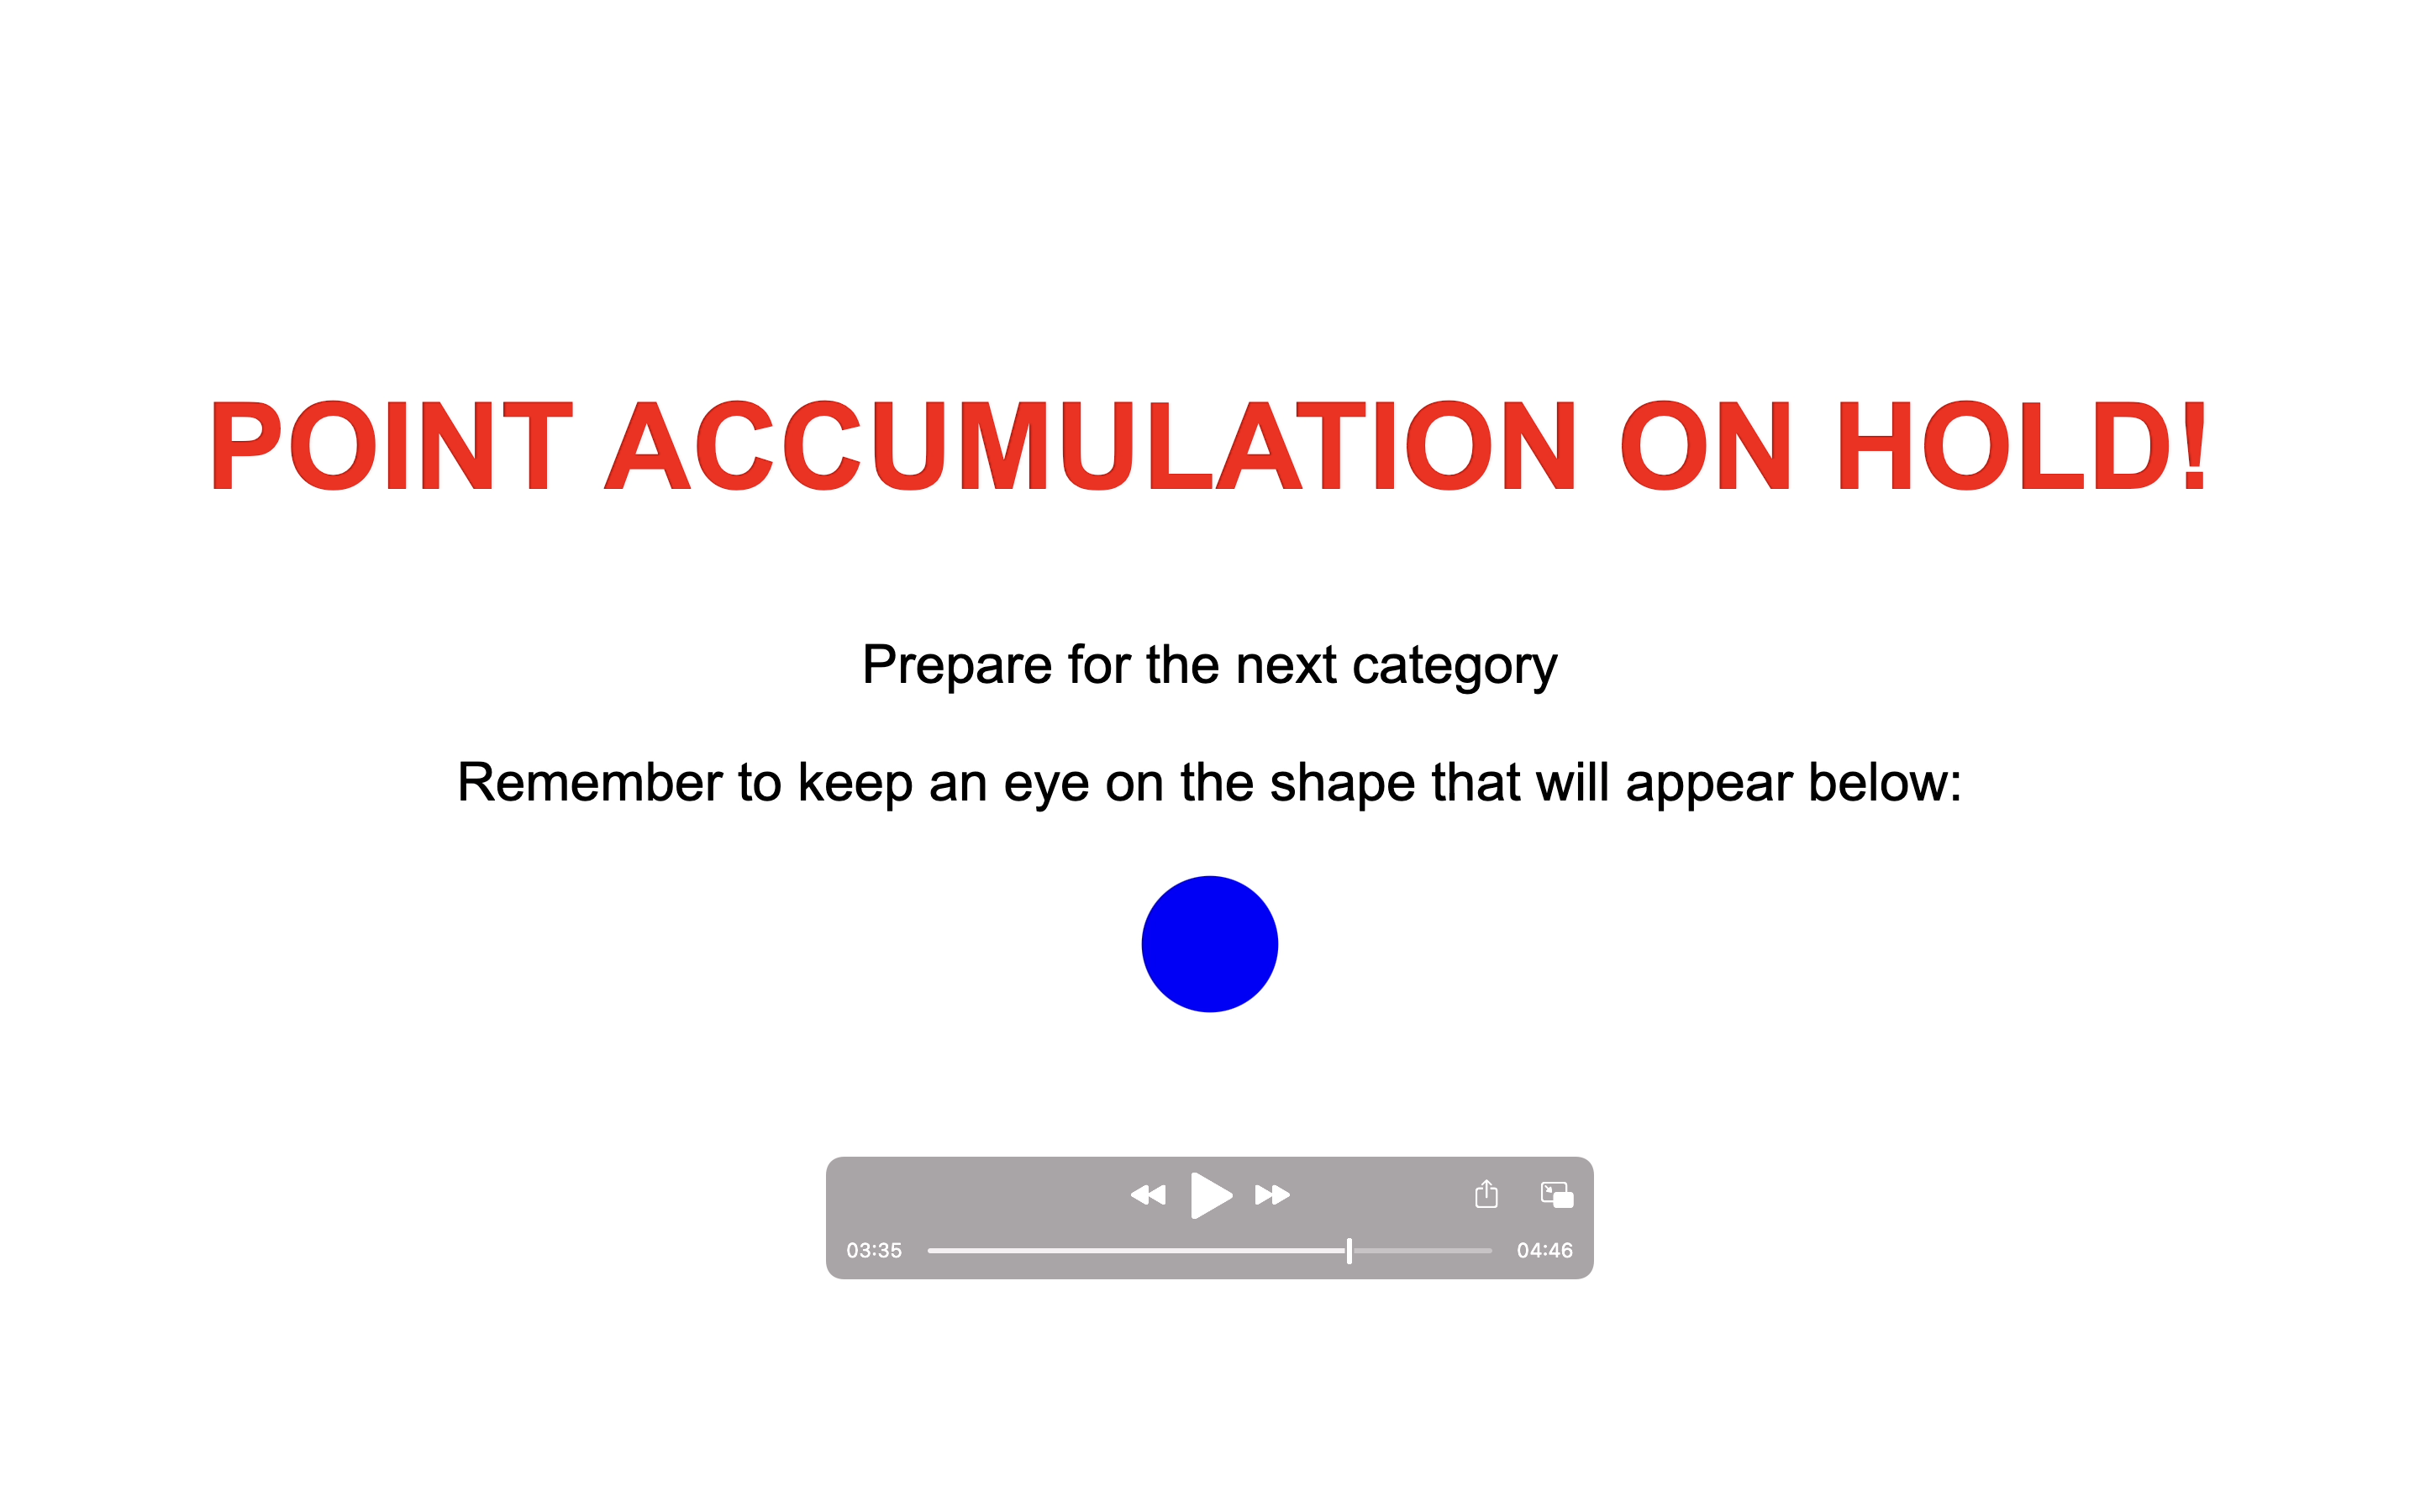 POINT ACCUMULATION ON HOLD!
Prepare for the next category
Remember to keep an eye on the shape that will appear below:
03:35
04:46